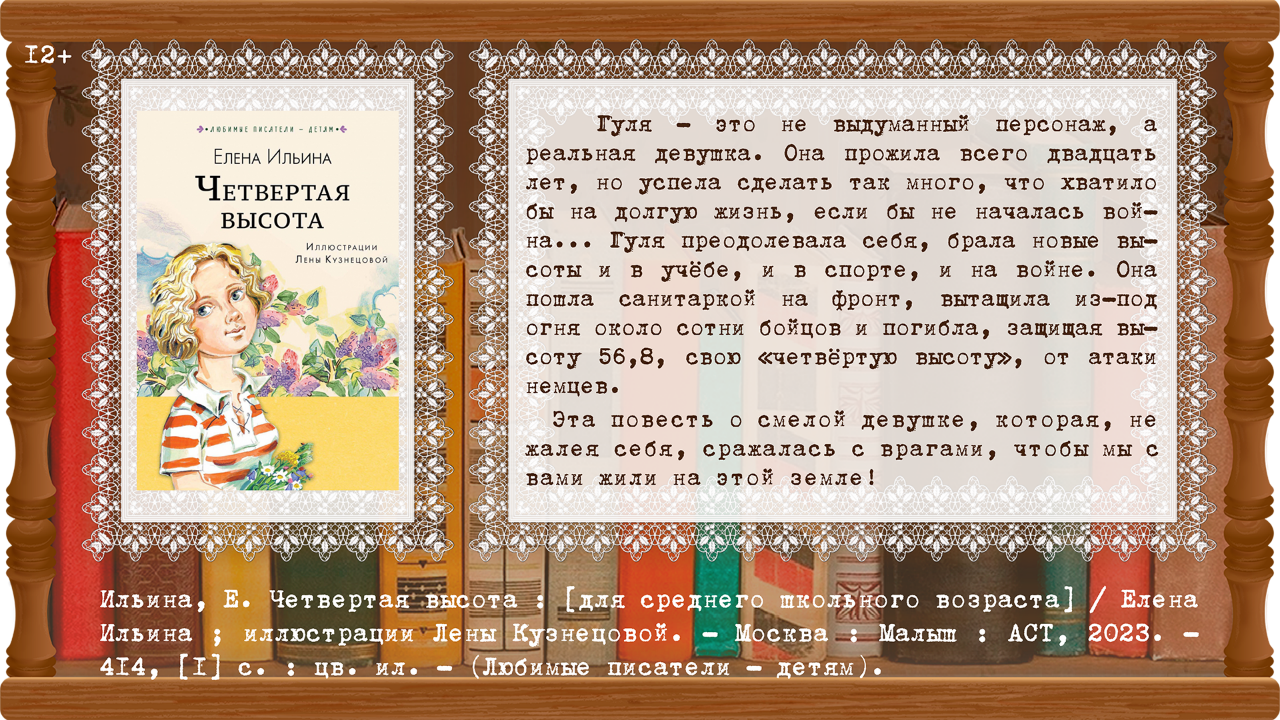 12+
ЛЮБИМЫЕ ПИСАТЕЛИ – ДЕТЯМ
ЕЛЕНА ИЛЬИНА
ЧЕТВЕРТАЯ
ВЫСОТА
ИЛЛЮСТРАЦИИ
ЛЕНЫ КУЗНЕЦОВОЙ
Гуля – это не выдуманный персонаж, а
реальная девушка. Она прожила всего двадцать
лет, но успела сделать так много, что хватило
бы на долгую жизнь, если бы не началась вой-
на... Гуля преодолевала себя, брала новые вы-
соты и в учёбе, и в спорте, и на войне. Она
пошла санитаркой на фронт, вытащила из-под
огня около сотни бойцов и погибла, защищая вы-
соту 56,8, свою «четвёртую высоту», от атаки
немцев.
Эта повесть о смелой девушке, которая, не
жалея себя, сражалась с врагами, чтобы мы с
вами жили на этой земле!
Ильина, Е. Четвертая высота : [для среднего школьного возраста] / Елена
Ильина ; иллюстрации Лены Кузнецовой. – Москва : Малыш : АСТ, 2023. –
414, [1] с. : цв. ил. – (Любимые писатели – детям).